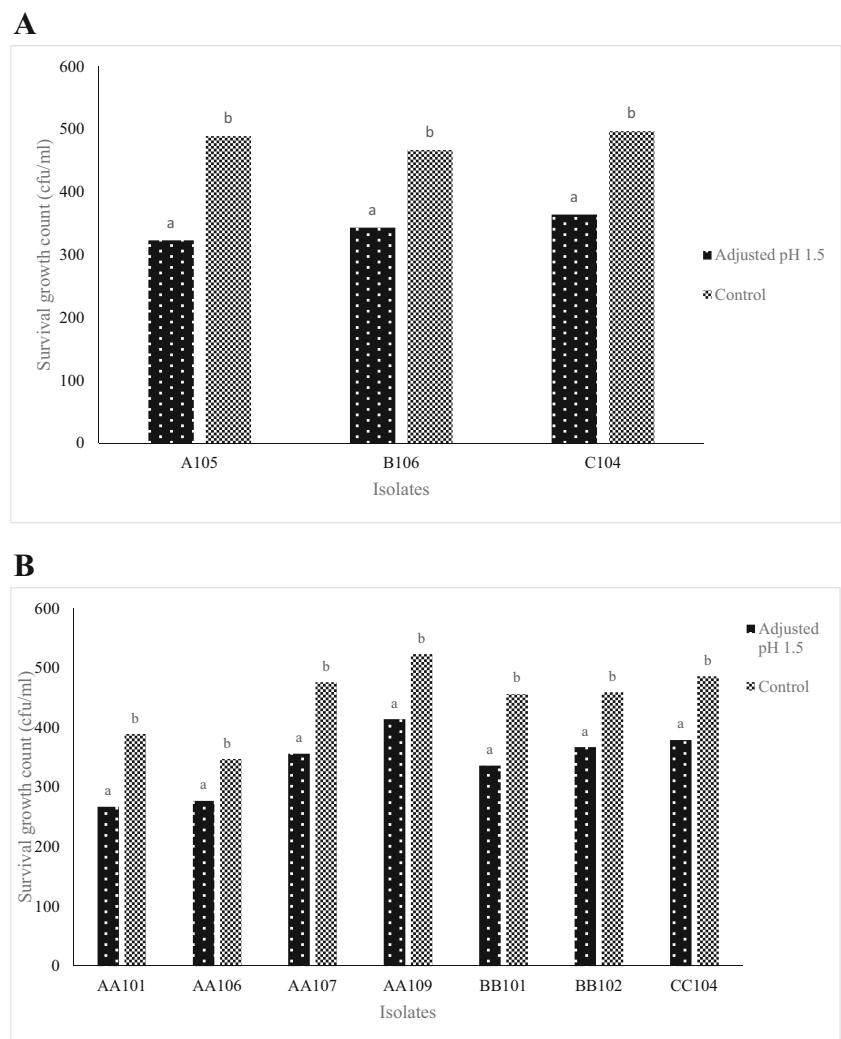 A
600
500
400
300
200
100
0
Survival growth count (cfu/ml)
a
b
a
b
a
b
A105
B106
C104
Isolates
Adjusted pH 1.5
Control
B
600
500
400
300
200
100
0
Survival growth count (cfu/ml)
a
b
a
b
a
b
a
b
a
b
a
b
a
b
AA101
AA106
AA107
AA109
BB101
BB102
CC104
Isolates
Adjusted
pH 1.5
Control